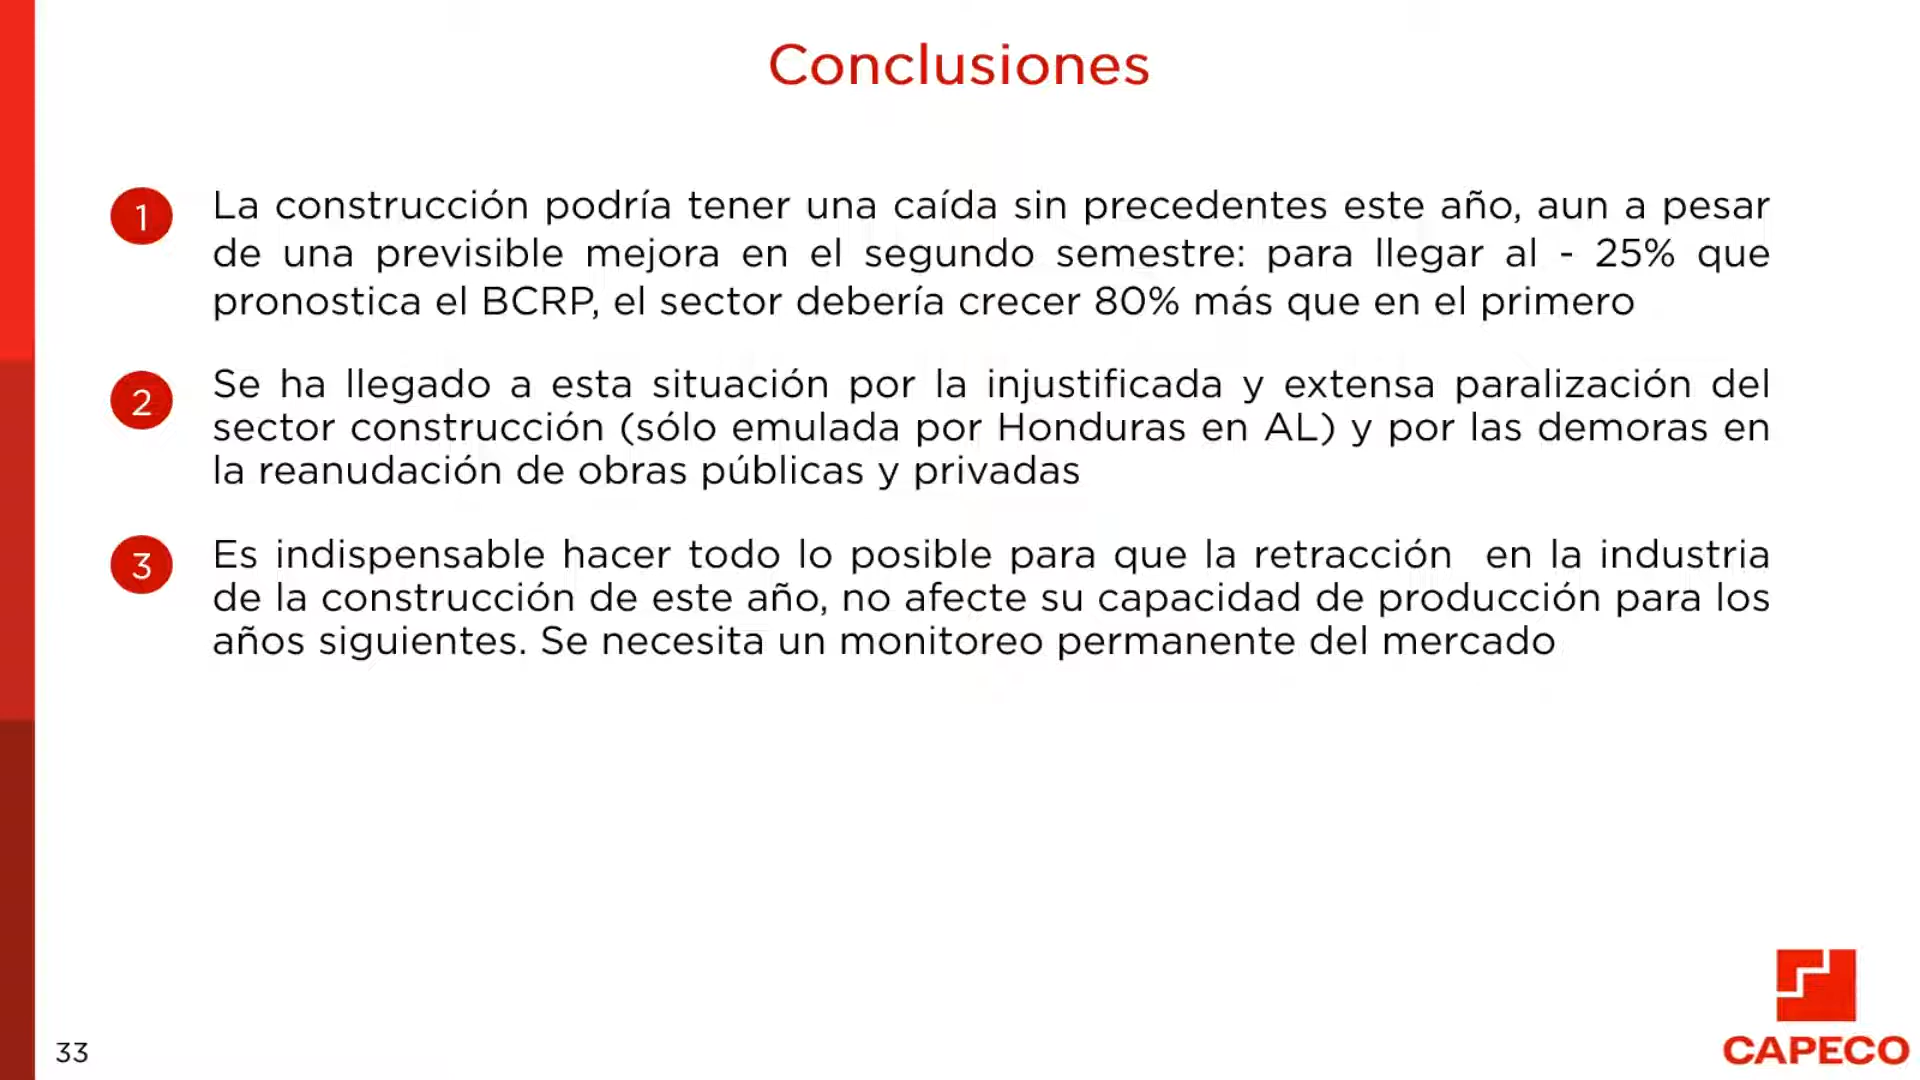 Conclusiones
1
La construcción podría tener una caída sin precedentes este año, aun a pesar
de una previsible mejora en el segundo semestre: para llegar al - 25% que
pronostica el BCRP, el sector debería crecer 80% más que en el primero
2
Se ha llegado a esta situación por la injustificada y extensa paralización del
sector construcción (sólo emulada por Honduras en AL) y por las demoras en
la reanudación de obras públicas y privadas
3
Es indispensable hacer todo lo posible para que la retracción en la industria
de la construcción de este año, no afecte su capacidad de producción para los
años siguientes. Se necesita un monitoreo permanente del mercado
33
CAPECO